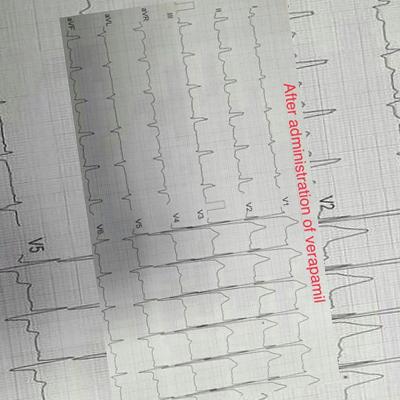 I
II
III
aVR
aVL
aVF
V1
V2
V3
V4
V5
V6
After administration of verapamil
V2
V5